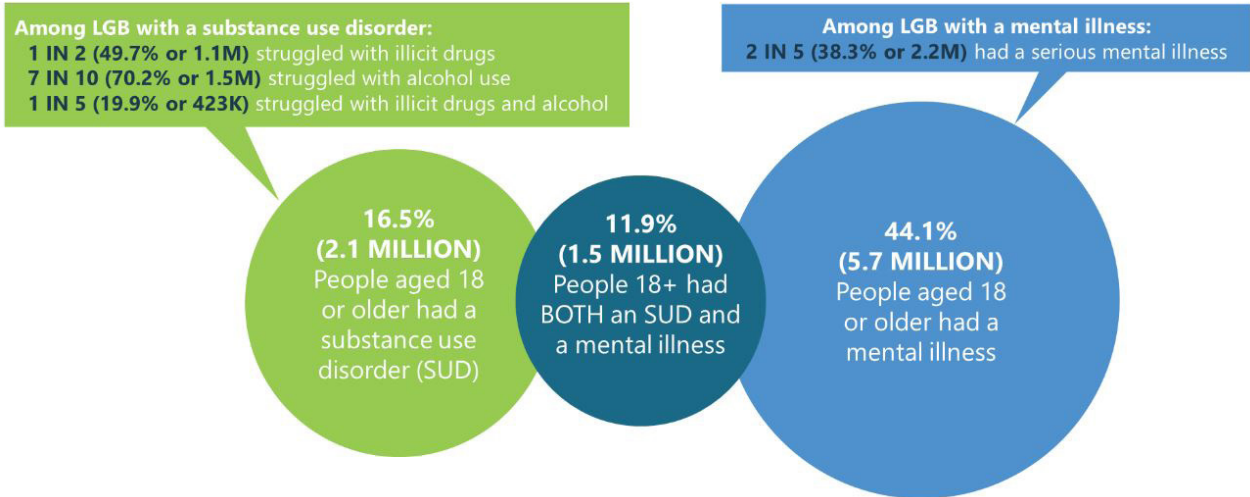 Among LGB with a substance use disorder:
1 IN 2 (49.7% or 1.1M) struggled with illicit drugs
7 IN 10 (70.2% or 1.5M) struggled with alcohol use
1 IN 5 (19.9% or 423K) struggled with illicit drugs and alcohol
Among LGB with a mental illness:
2 IN 5 (38.3% or 2.2M) had a serious mental illness
16.5%
(2.1 MILLION)
People aged 18
or older had a
substance use
disorder (SUD)
11.9%
(1.5 MILLION)
People 18+ had
BOTH an SUD and
a mental illness
44.1%
(5.7 MILLION)
People aged 18
or older had a
mental illness